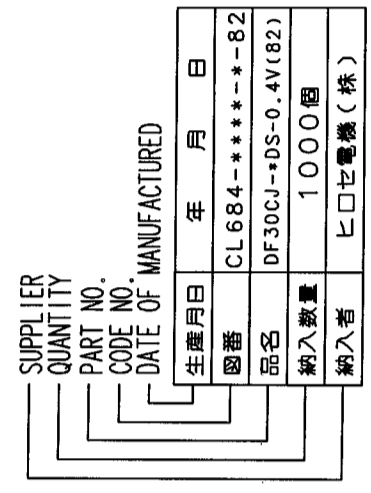 SUPPLIER
QUANTITY
PART NO.
CODE NO.
DATE OF MANUFACTURED
生産月日 年 月 日
図番 CL684-****-*-82
品名 DF30CJ-*DS-0.4V(82)
納入数量 1000個
納入者 ヒロセ電機(株)